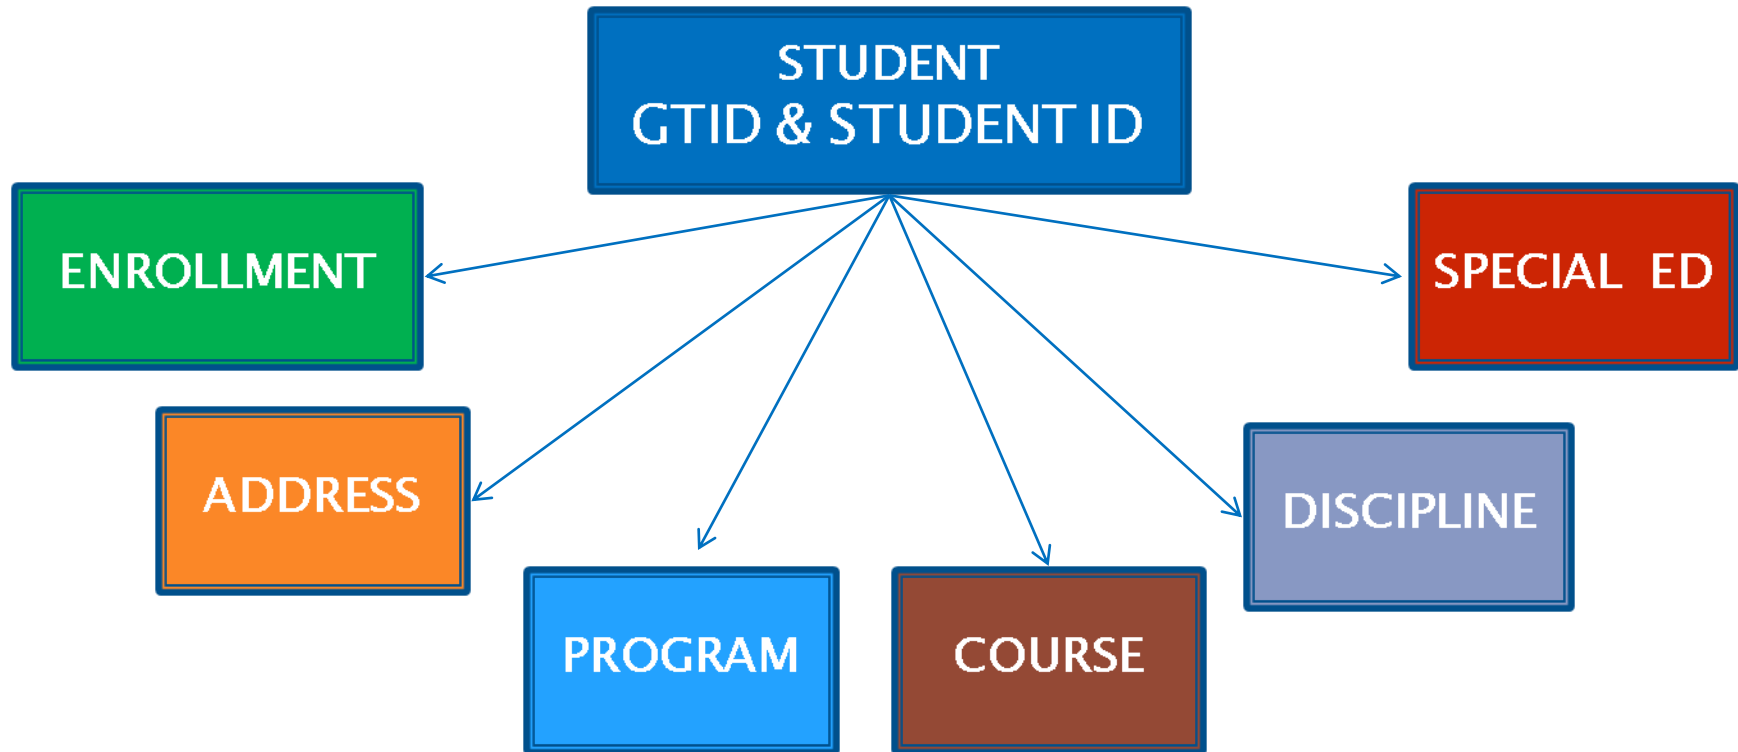 STUDENT
GTID & STUDENT ID
ENROLLMENT
SPECIAL ED
ADDRESS
DISCIPLINE
PROGRAM
COURSE